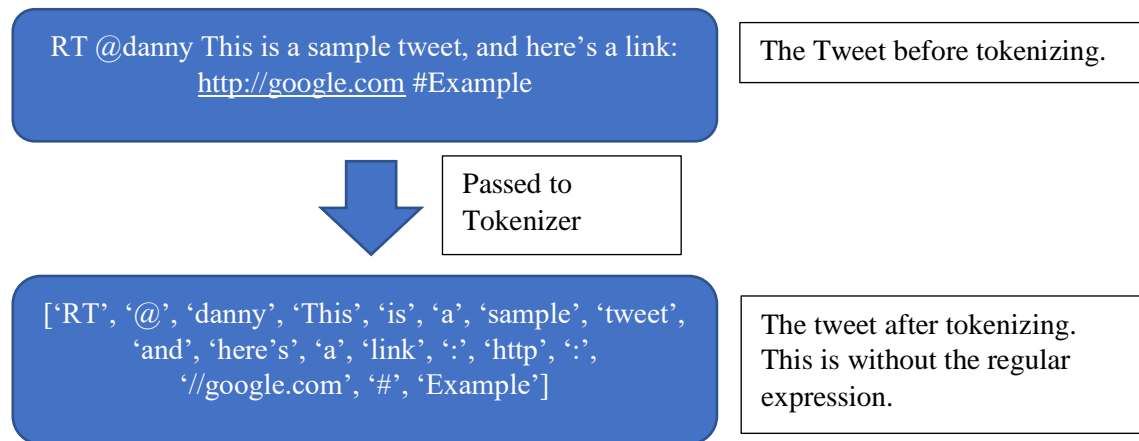 RT @danny This is a sample tweet, and here’s a link:
http://google.com #Example
The Tweet before tokenizing.
Passed to
Tokenizer
[‘RT’, ‘@’, ‘danny’, ‘This’, ‘is’, ‘a’, ‘sample’, ‘tweet’,
‘and’, ‘here’s’, ‘a’, ‘link’, ‘:’, ‘http’, ‘:’,
‘//google.com’, ‘#’, ‘Example’]
The tweet after tokenizing.
This is without the regular
expression.